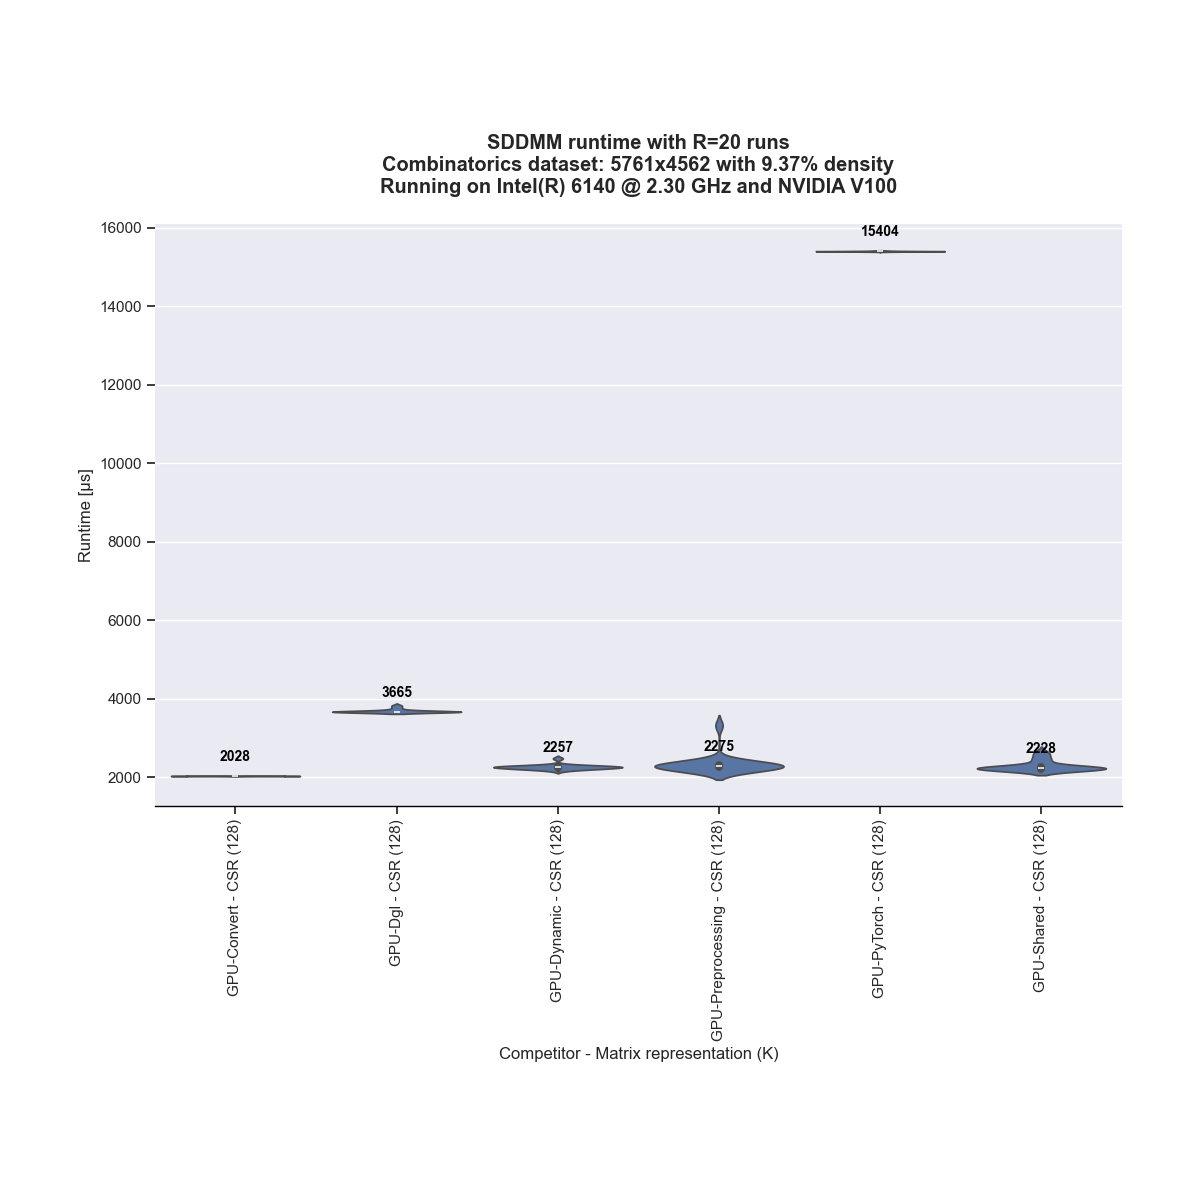 SDDMM runtime with R=20 runs
Combinatorics dataset: 5761x4562 with 9.37% density
Running on Intel(R) 6140 @ 2.30 GHz and NVIDIA V100
Runtime [µs]
16000
14000
12000
10000
8000
6000
4000
2000
2028
3665
2257
2275
15404
2228
GPU-Convert - CSR (128)
GPU-Dgl - CSR (128)
GPU-Dynamic - CSR (128)
GPU-Preprocessing - CSR (128)
GPU-PyTorch - CSR (128)
GPU-Shared - CSR (128)
Competitor - Matrix representation (K)